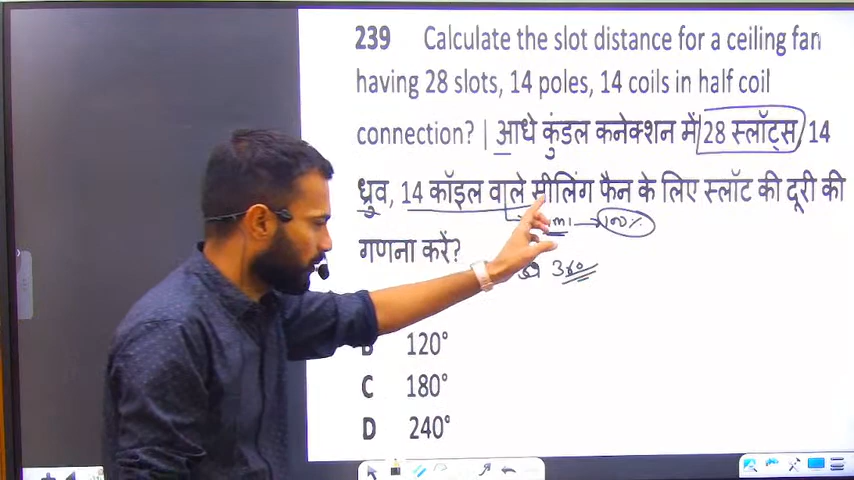 239 Calculate the slot distance for a ceiling fan
having 28 slots, 14 poles, 14 coils in half coil
connection? | आधे कुंडल कनेक्शन में 28 स्लॉट्स, 14
ध्रुव, 14 कॉइल वाले सीलिंग फैन के लिए स्लॉट की दूरी की
100%
गणना करें?
360
B 120°
C 180°
D 240°